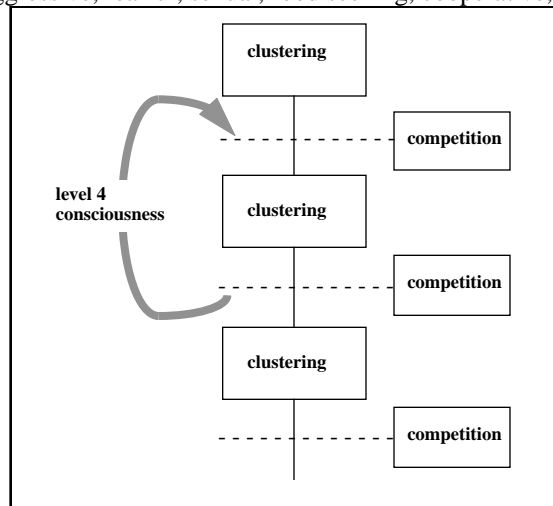 clustering
competition
level 4
consciousness
clustering
competition
clustering
competition